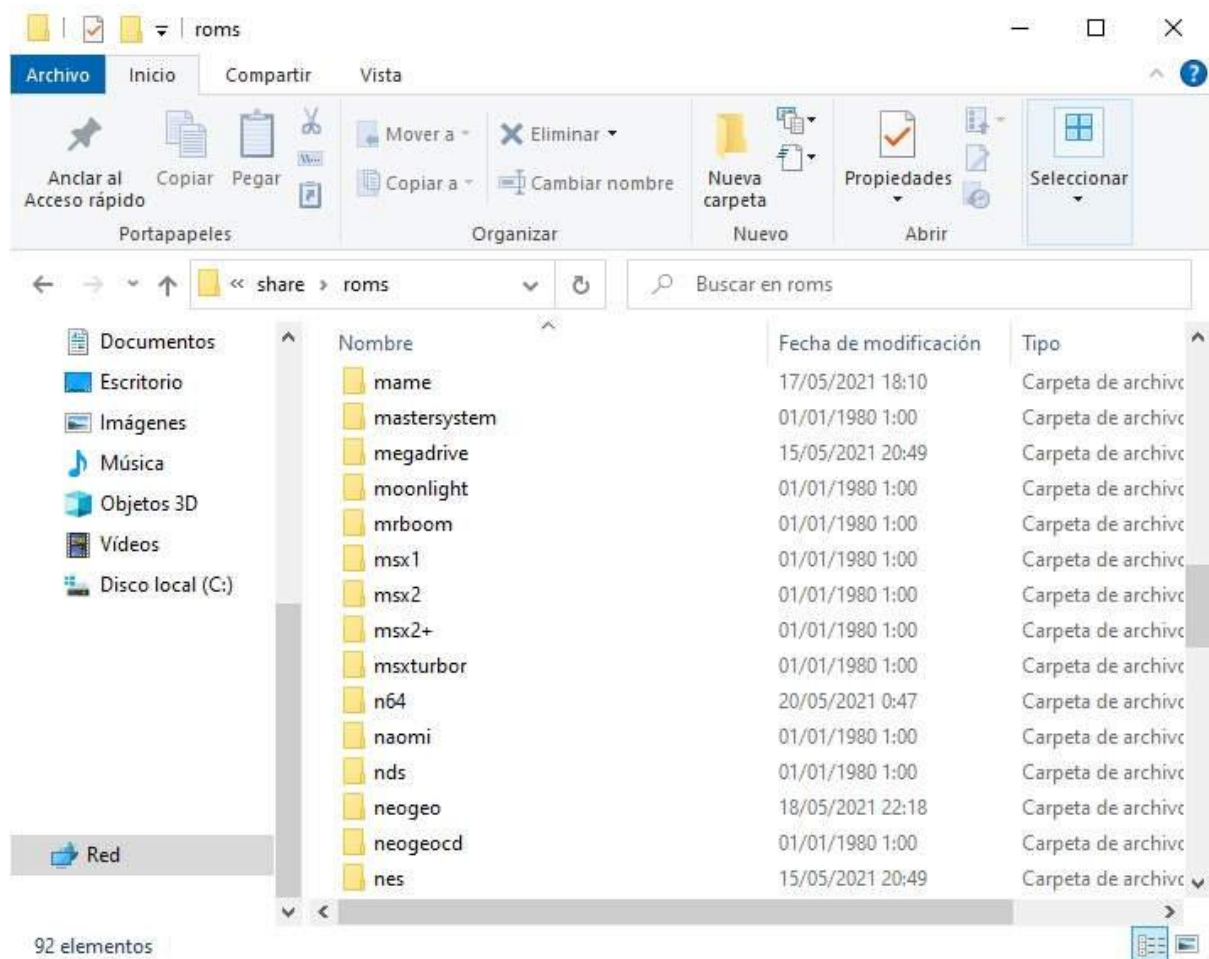 roms
Archivo Inicio Compartir Vista
Anclar al Acceso rápido
Copiar
Pegar
Mover a
Copiar a
Eliminar
Cambiar nombre
Nueva carpeta
Propiedades
Seleccionar
Portapapeles Organizar Nuevo Abrir
« share › roms
Buscar en roms
Documentos
Escritorio
Imágenes
Música
Objetos 3D
Vídeos
Disco local (C:)
Red
Nombre Fecha de modificación Tipo
mame 17/05/2021 18:10 Carpeta de archivo
mastersystem 01/01/1980 1:00 Carpeta de archivo
megadrive 15/05/2021 20:49 Carpeta de archivo
moonlight 01/01/1980 1:00 Carpeta de archivo
mrboom 01/01/1980 1:00 Carpeta de archivo
msx1 01/01/1980 1:00 Carpeta de archivo
msx2 01/01/1980 1:00 Carpeta de archivo
msx2+ 01/01/1980 1:00 Carpeta de archivo
msxturbor 01/01/1980 1:00 Carpeta de archivo
n64 20/05/2021 0:47 Carpeta de archivo
naomi 01/01/1980 1:00 Carpeta de archivo
nds 01/01/1980 1:00 Carpeta de archivo
neogeo 18/05/2021 22:18 Carpeta de archivo
neogeocd 01/01/1980 1:00 Carpeta de archivo
nes 15/05/2021 20:49 Carpeta de archivo
92 elementos